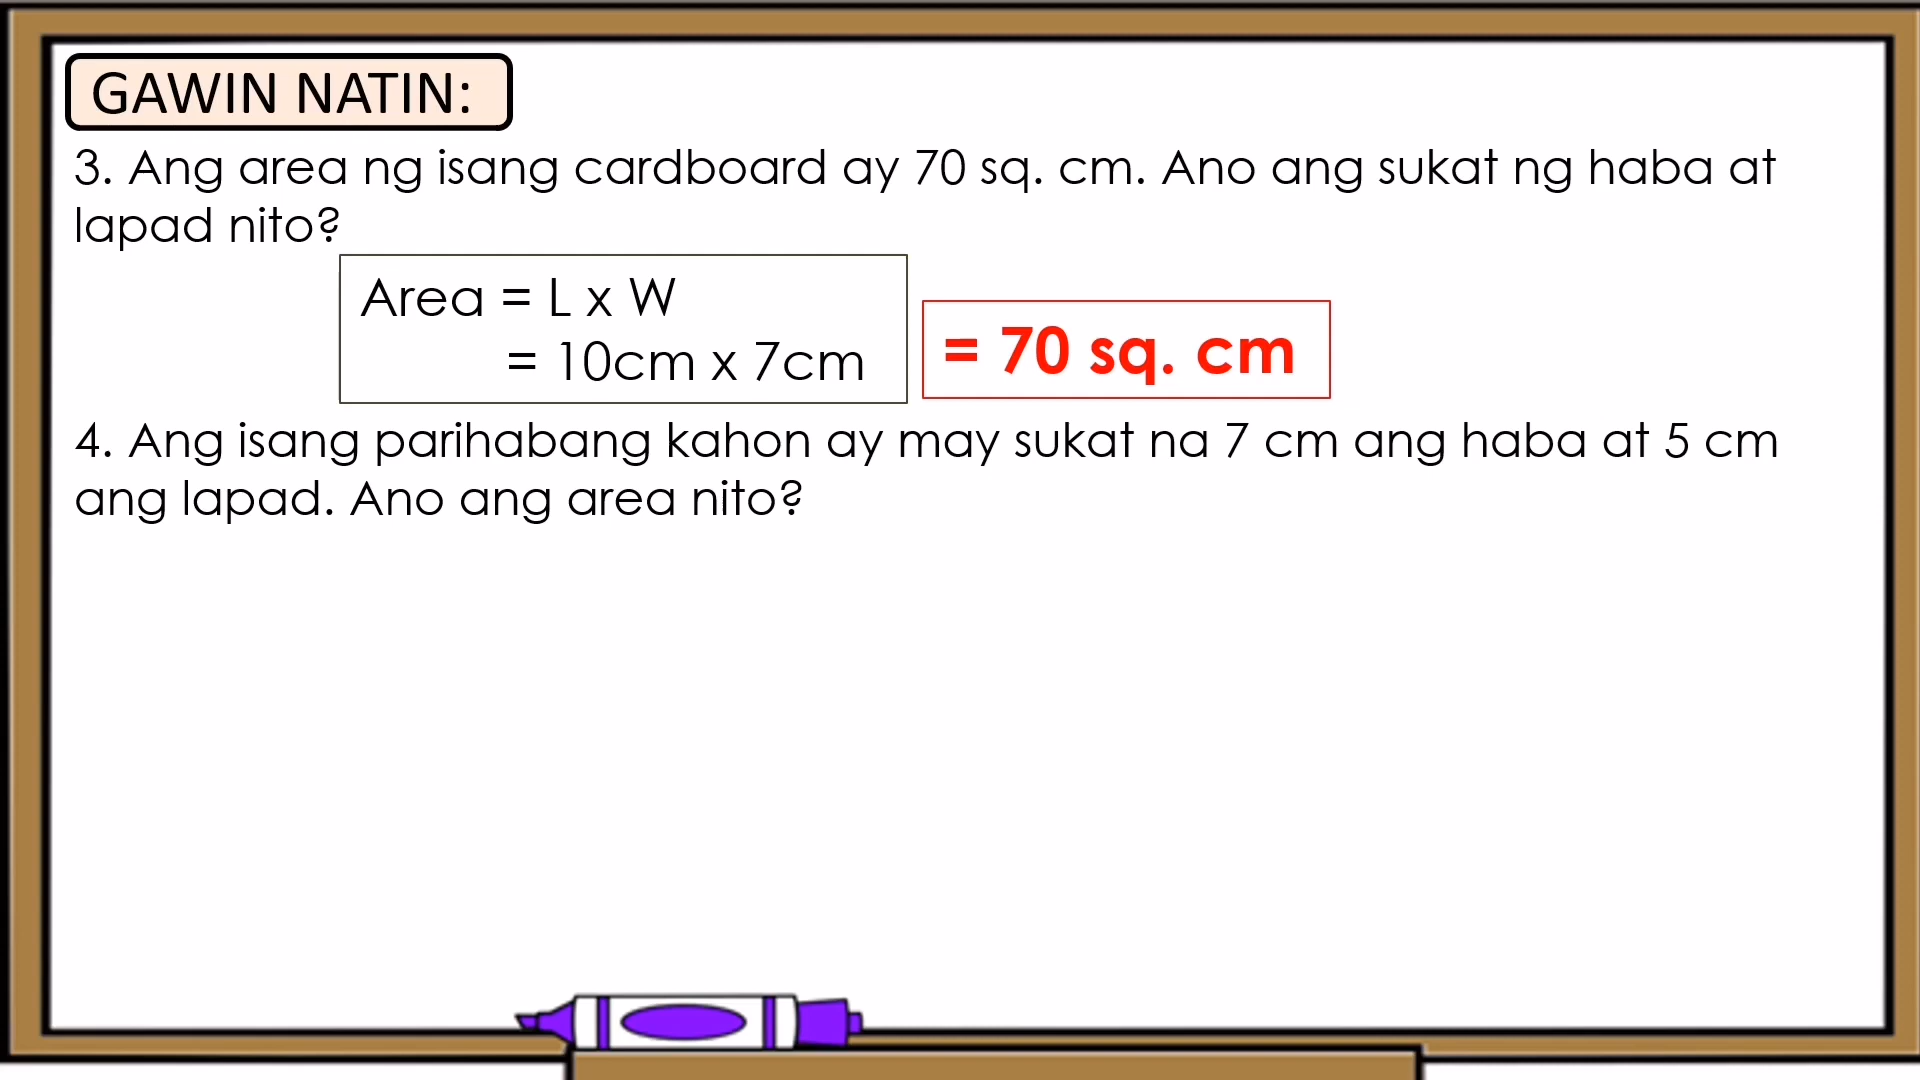 GAWIN NATIN:
3. Ang area ng isang cardboard ay 70 sq. cm. Ano ang sukat ng haba at
lapad nito?
Area = L x W
= 10cm x 7cm
= 70 sq. cm
4. Ang isang parihabang kahon ay may sukat na 7 cm ang haba at 5 cm
ang lapad. Ano ang area nito?